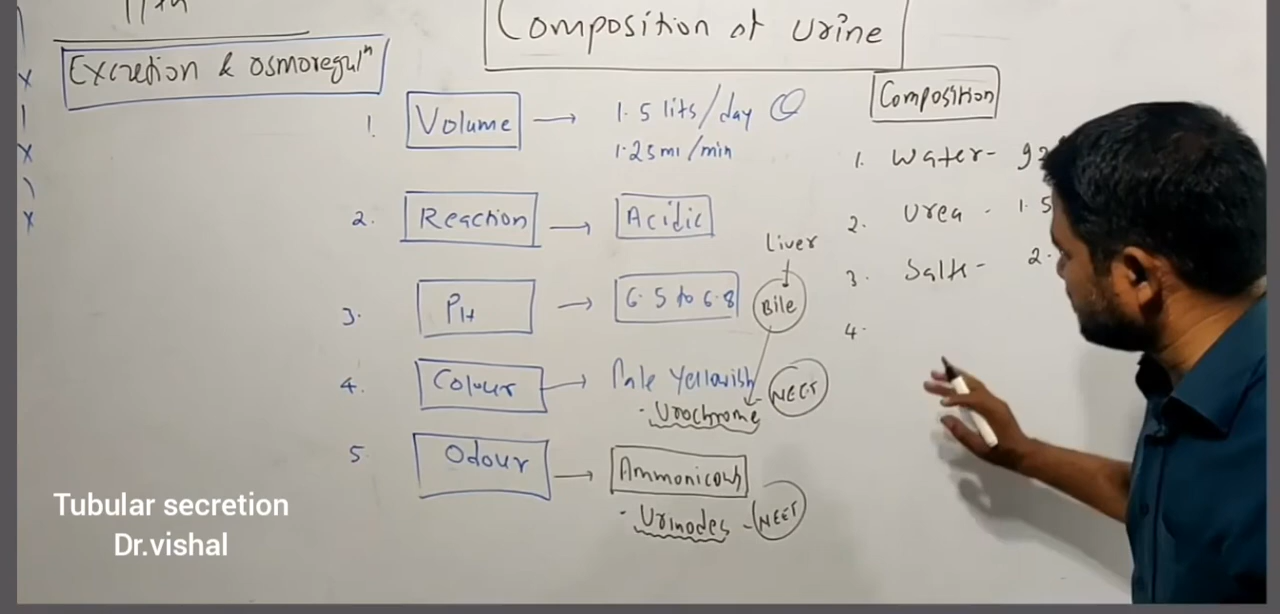 11th
Composition of Urine
Excretion & osmoregulⁿ
1. Volume → 1.5 lits/day
1.25 ml/min
2. Reaction → Acidic
3. PH → 6.5 to 6.8
Liver
Bile
4. Colour → Pale Yellowish
. Urochrome NEET
5. Odour → Ammonicous
. Urinodes - NEET
Composition
1. Water-
2. Urea - 1.5
3. Salts - 2.
4.
Tubular secretion
Dr.vishal